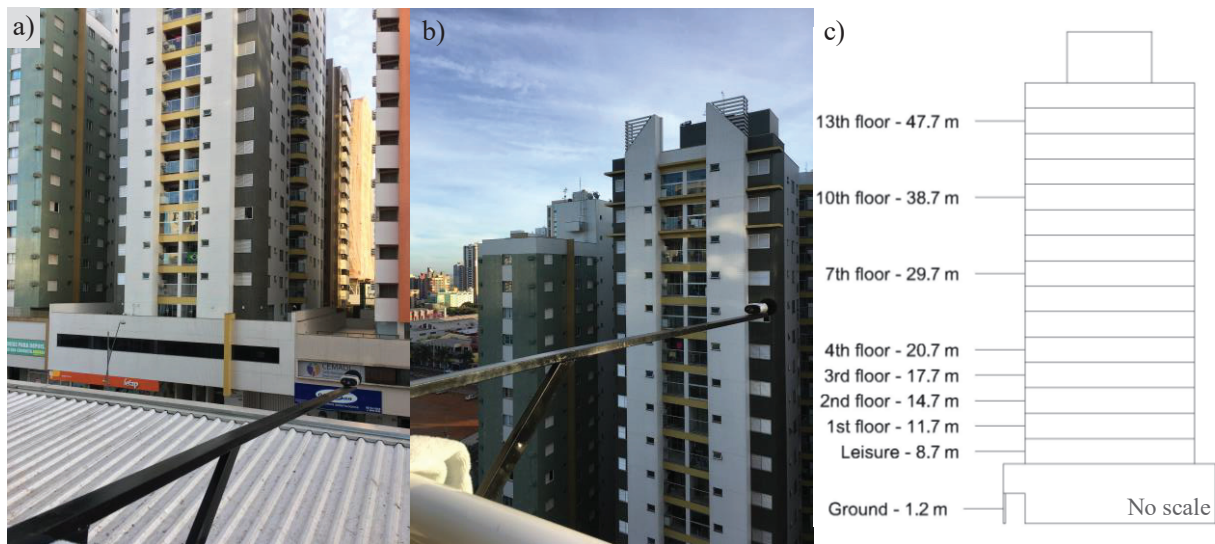 a)
b)
c)
13th floor - 47.7 m
10th floor - 38.7 m
7th floor - 29.7 m
4th floor - 20.7 m
3rd floor - 17.7 m
2nd floor - 14.7 m
1st floor - 11.7 m
Leisure - 8.7 m
Ground - 1.2 m
No scale